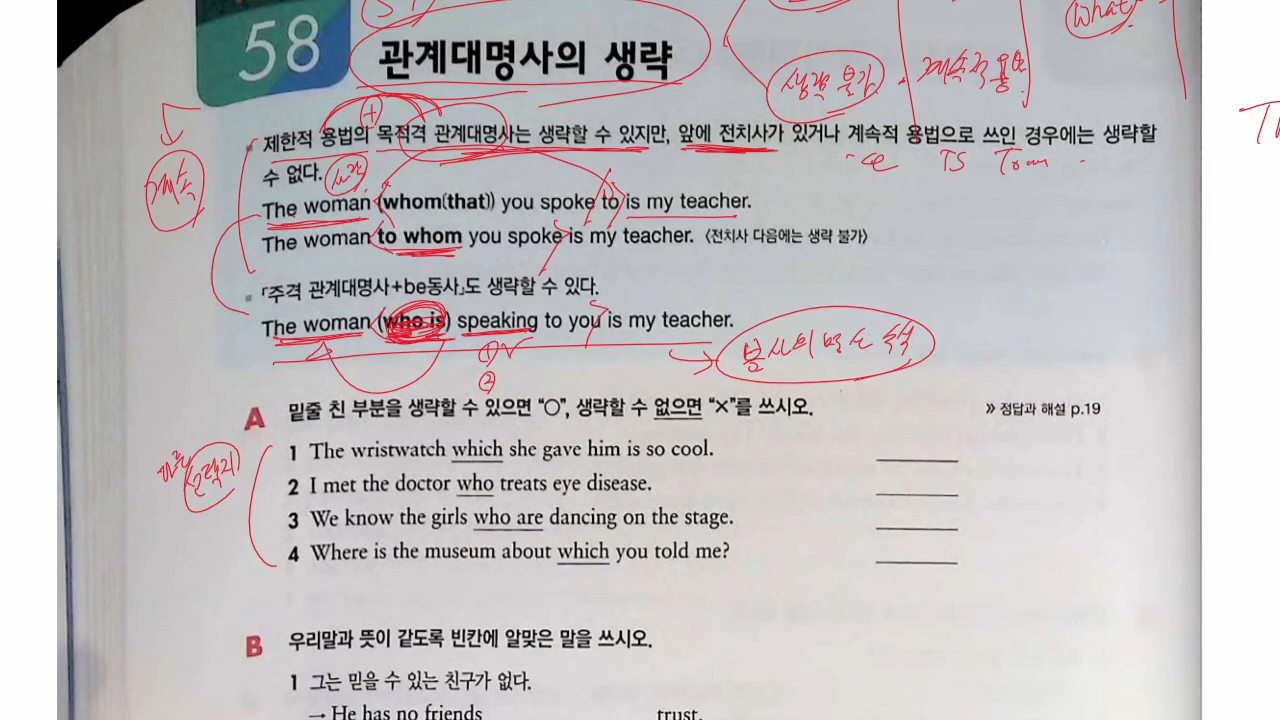 58
관계대명사의 생략
What
생략 불가
계속적 용법
제한적 용법의 목적격 관계대명사는 생략할 수 있지만, 앞에 전치사가 있거나 계속적 용법으로 쓰인 경우에는 생략할
수 없다.
계속
is Tom
The woman (whom(that)) you spoke to is my teacher.
The woman to whom you spoke is my teacher. 〈전치사 다음에는 생략 불가〉
「주격 관계대명사+be동사」도 생략할 수 있다.
The woman (who is) speaking to you is my teacher.
① ②
A 밑줄 친 부분을 생략할 수 있으면 “○”, 생략할 수 없으면 “×”를 쓰시오.
» 정답과 해설 p.19
1 The wristwatch which she gave him is so cool.
2 I met the doctor who treats eye disease.
3 We know the girls who are dancing on the stage.
4 Where is the museum about which you told me?
B 우리말과 뜻이 같도록 빈칸에 알맞은 말을 쓰시오.
1 그는 믿을 수 있는 친구가 없다.
→ He has no friends trust.